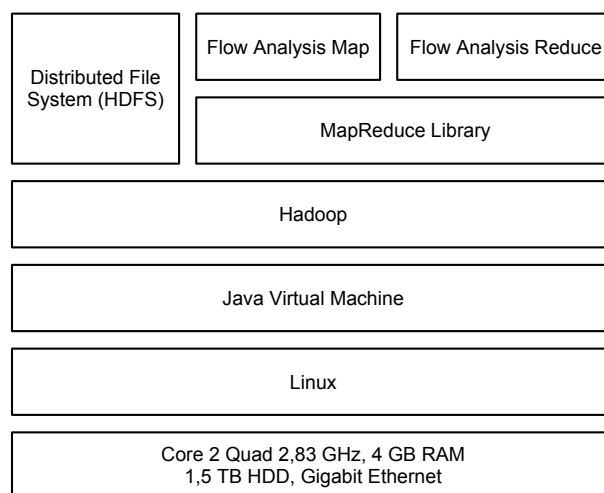 Distributed File
System (HDFS)
Flow Analysis Map
Flow Analysis Reduce
MapReduce Library
Hadoop
Java Virtual Machine
Linux
Core 2 Quad 2,83 GHz, 4 GB RAM
1,5 TB HDD, Gigabit Ethernet